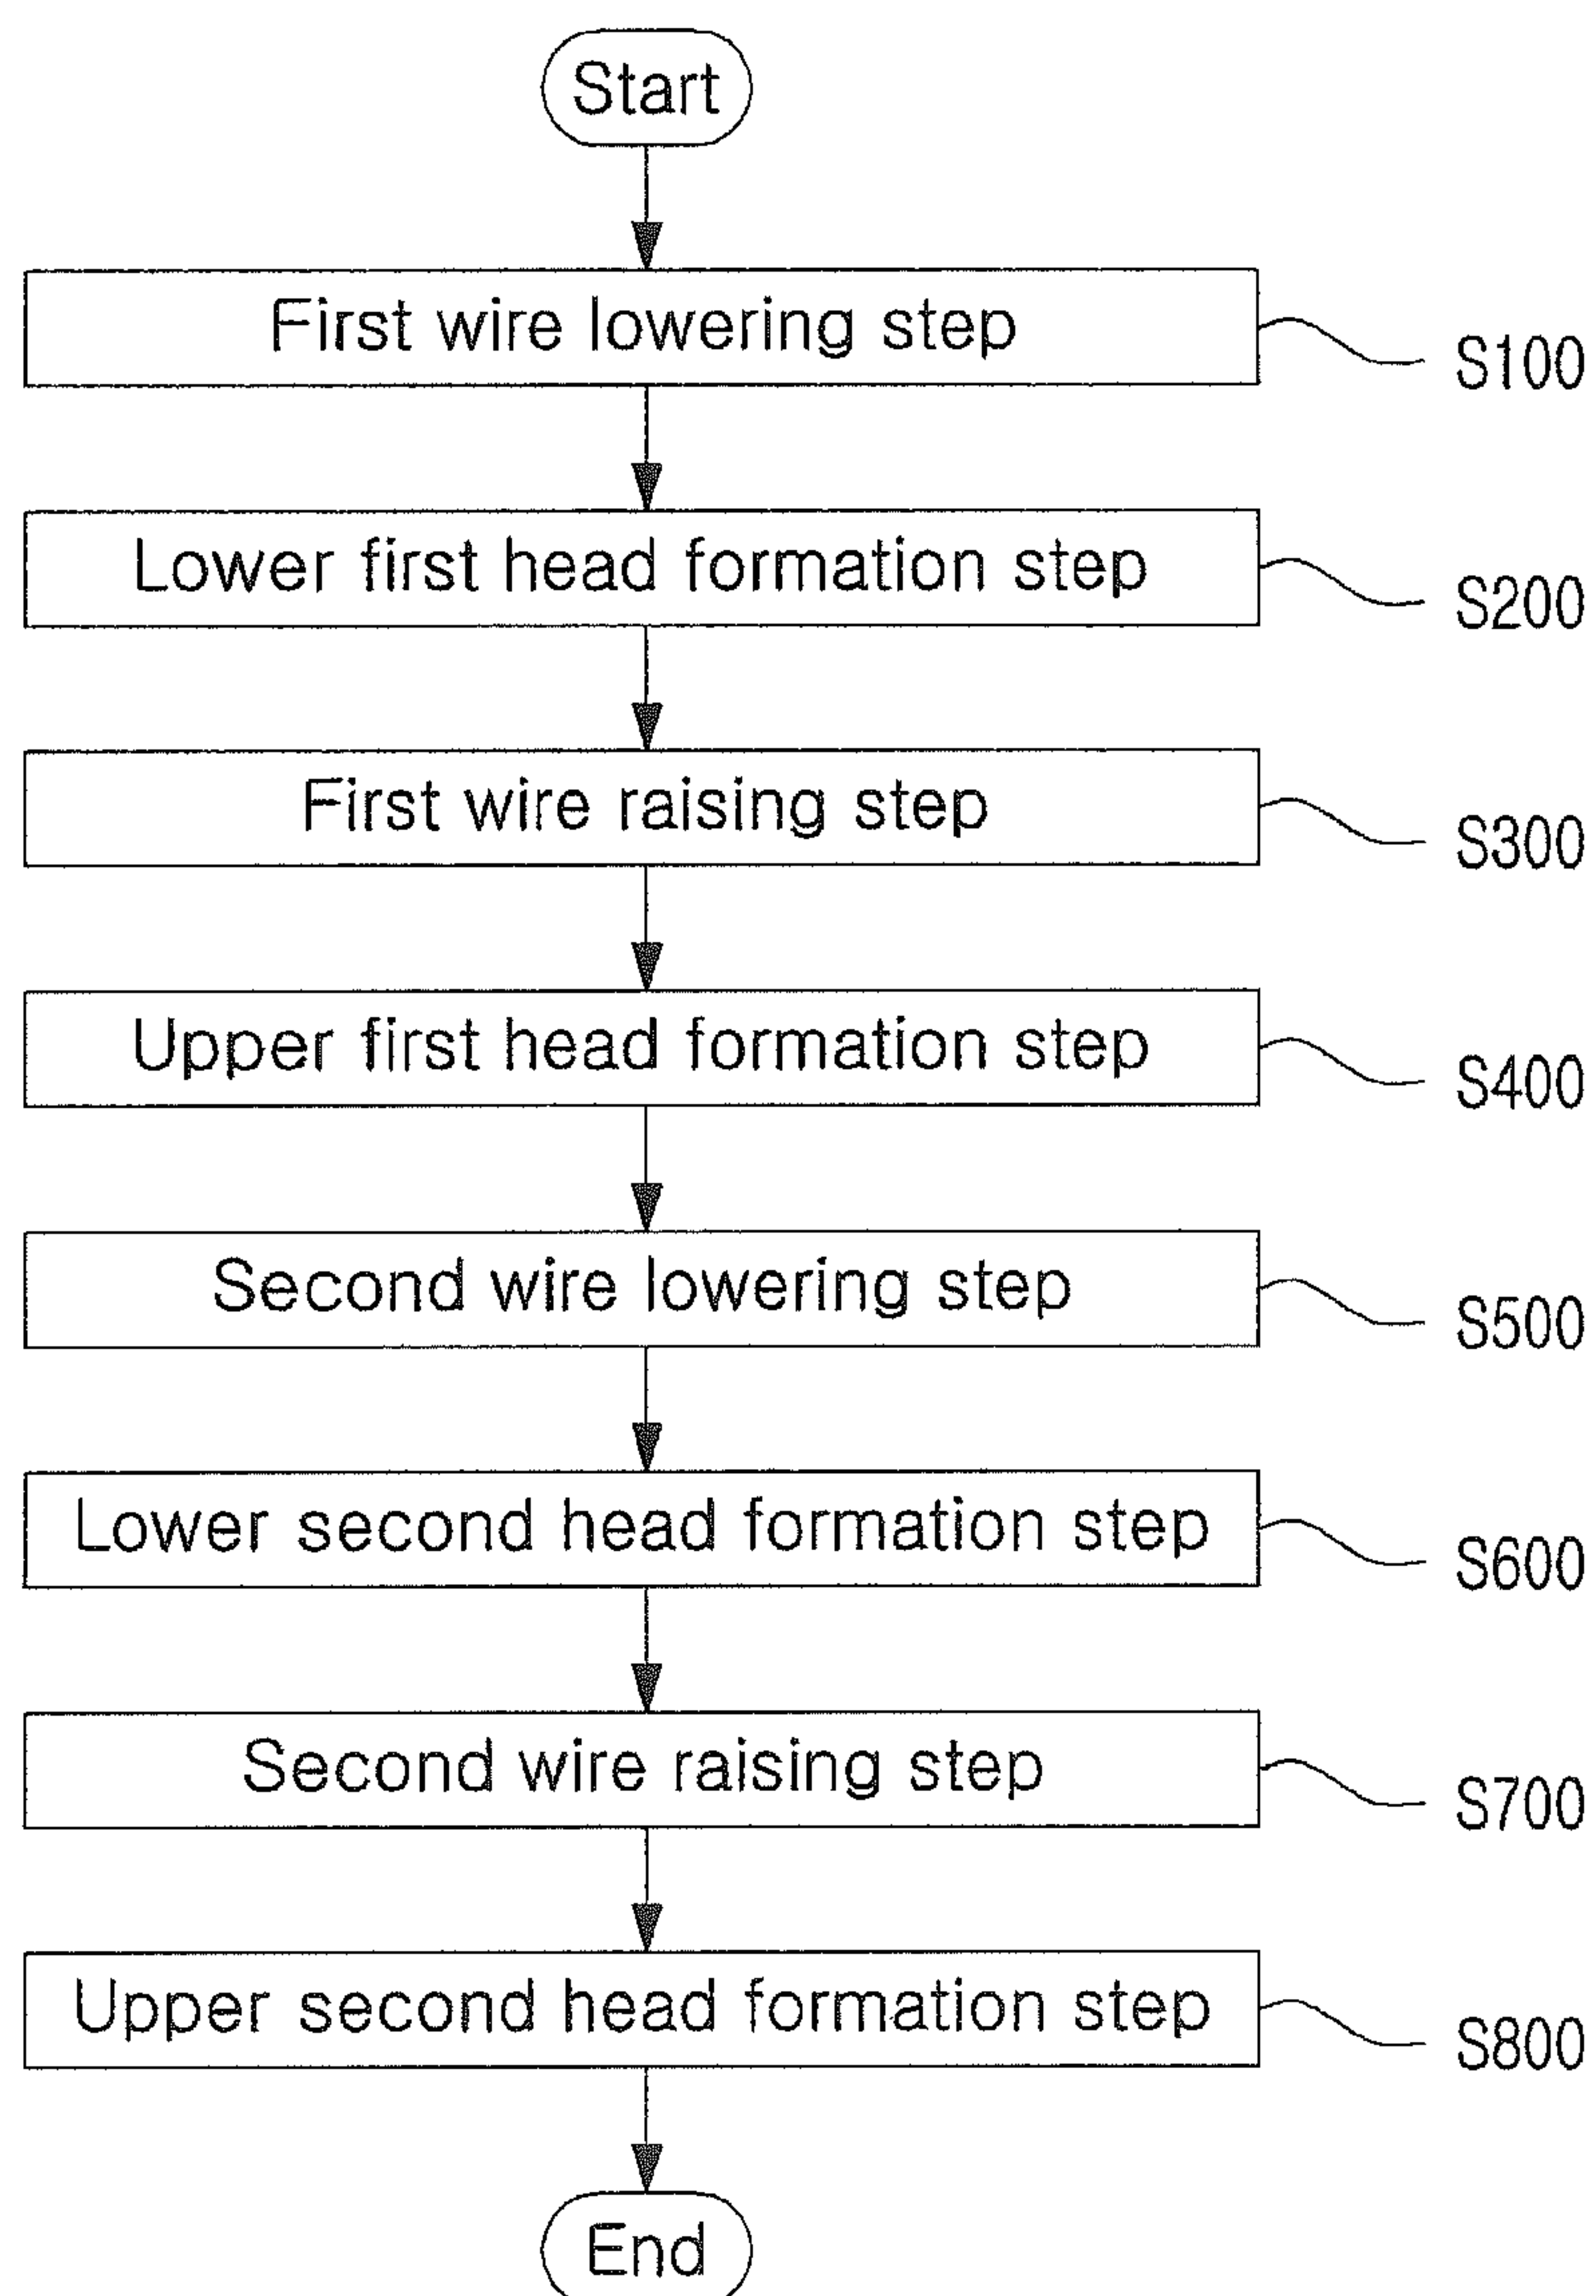 Start
First wire lowering step
S100
Lower first head formation step
S200
First wire raising step
S300
Upper first head formation step
S400
Second wire lowering step
S500
Lower second head formation step
S600
Second wire raising step
S700
Upper second head formation step
S800
End